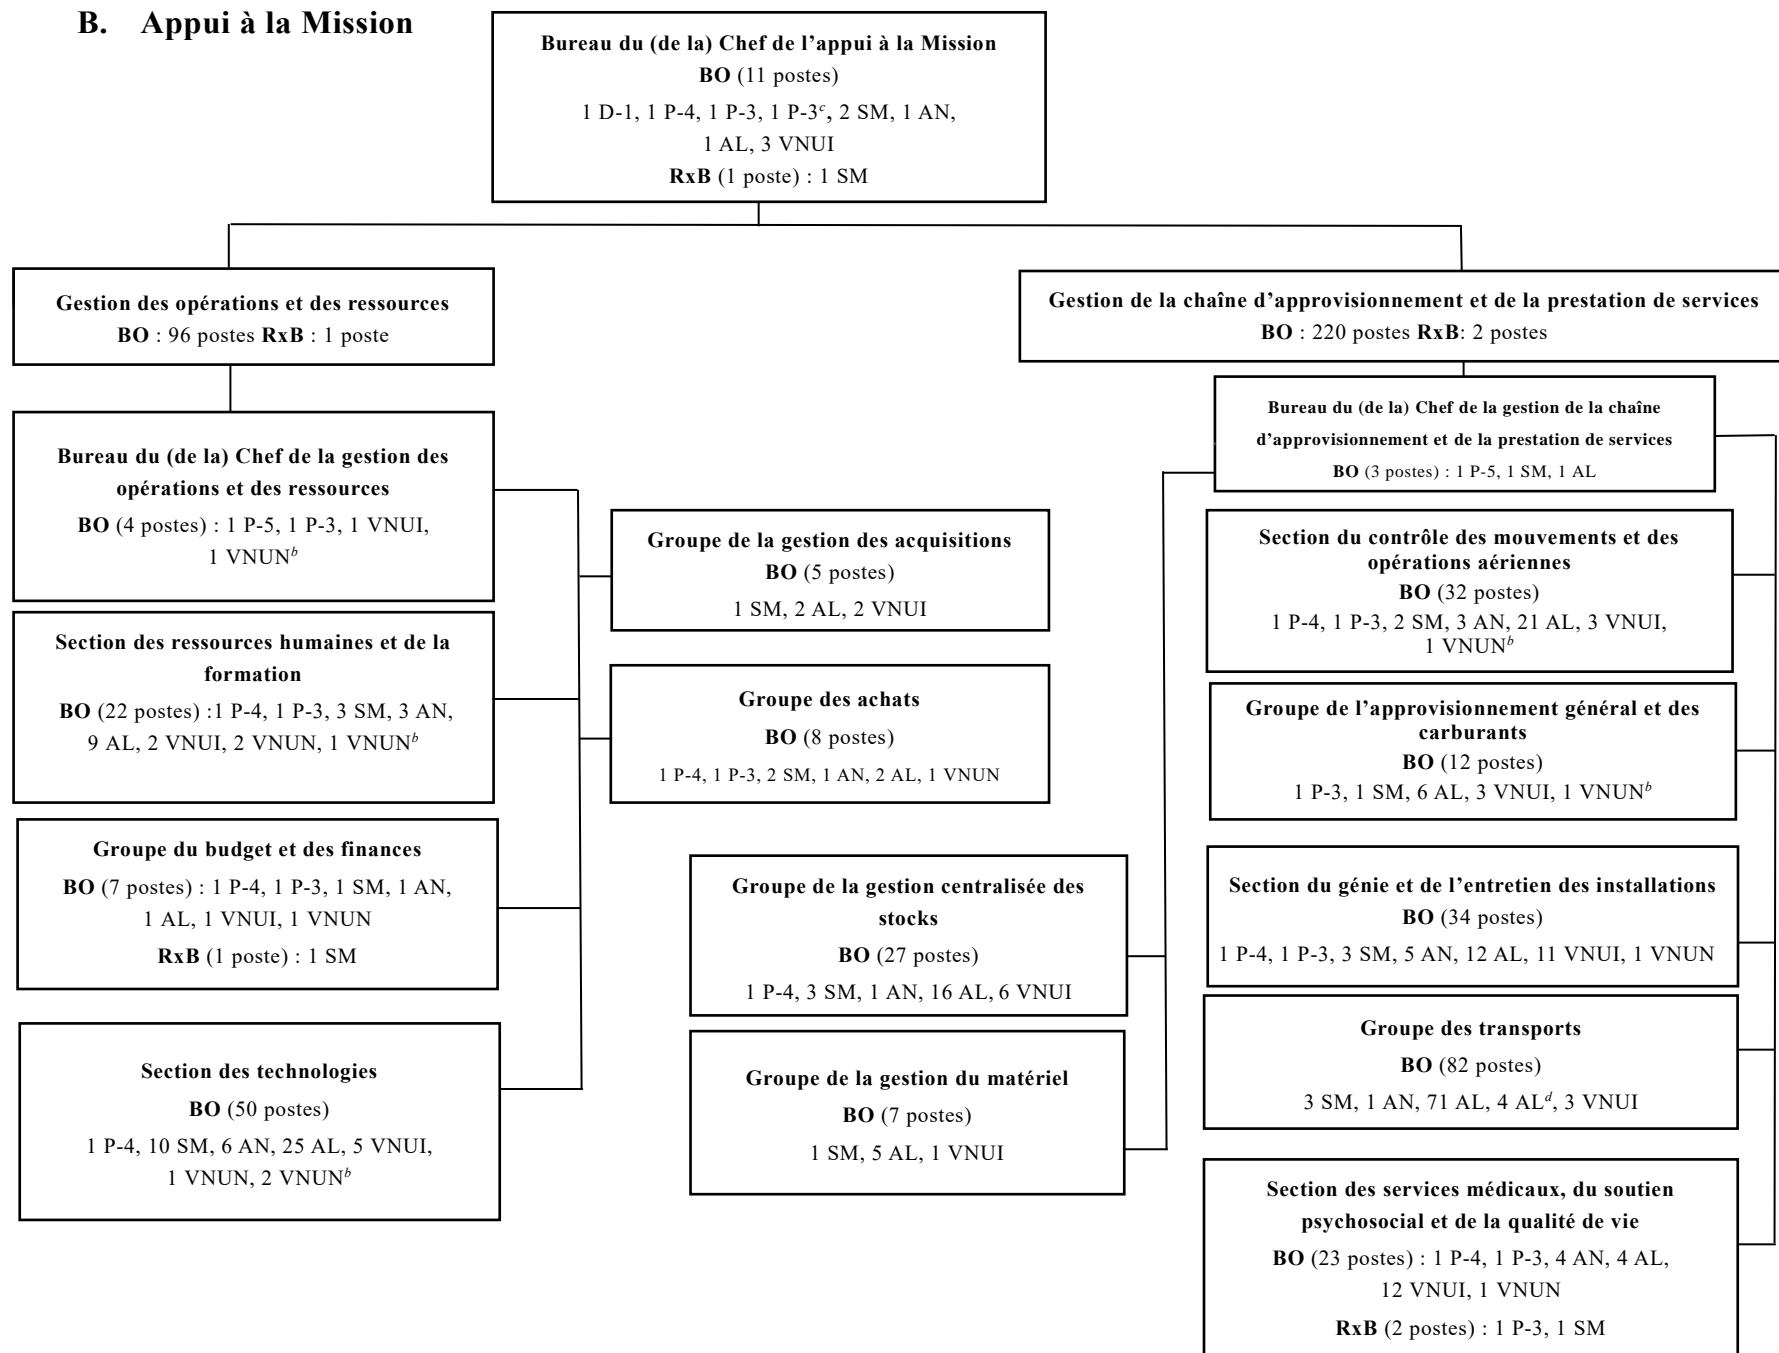 B. Appui à la Mission
Bureau du (de la) Chef de l’appui à la Mission
BO (11 postes)
1 D-1, 1 P-4, 1 P-3, 1 P-3c, 2 SM, 1 AN,
1 AL, 3 VNUI
RxB (1 poste) : 1 SM
Gestion des opérations et des ressources
BO : 96 postes RxB : 1 poste
Gestion de la chaîne d’approvisionnement et de la prestation de services
BO : 220 postes RxB: 2 postes
Bureau du (de la) Chef de la gestion des
opérations et des ressources
BO (4 postes) : 1 P-5, 1 P-3, 1 VNUI,
1 VNUNb
Section des ressources humaines et de la
formation
BO (22 postes) :1 P-4, 1 P-3, 3 SM, 3 AN,
9 AL, 2 VNUI, 2 VNUN, 1 VNUNb
Groupe du budget et des finances
BO (7 postes) : 1 P-4, 1 P-3, 1 SM, 1 AN,
1 AL, 1 VNUI, 1 VNUN
RxB (1 poste) : 1 SM
Section des technologies
BO (50 postes)
1 P-4, 10 SM, 6 AN, 25 AL, 5 VNUI,
1 VNUN, 2 VNUNb
Groupe de la gestion des acquisitions
BO (5 postes)
1 SM, 2 AL, 2 VNUI
Groupe des achats
BO (8 postes)
1 P-4, 1 P-3, 2 SM, 1 AN, 2 AL, 1 VNUN
Groupe de la gestion centralisée des
stocks
BO (27 postes)
1 P-4, 3 SM, 1 AN, 16 AL, 6 VNUI
Groupe de la gestion du matériel
BO (7 postes)
1 SM, 5 AL, 1 VNUI
Bureau du (de la) Chef de la gestion de la chaîne
d’approvisionnement et de la prestation de services
BO (3 postes) : 1 P-5, 1 SM, 1 AL
Section du contrôle des mouvements et des
opérations aériennes
BO (32 postes)
1 P-4, 1 P-3, 2 SM, 3 AN, 21 AL, 3 VNUI,
1 VNUNb
Groupe de l’approvisionnement général et des
carburants
BO (12 postes)
1 P-3, 1 SM, 6 AL, 3 VNUI, 1 VNUNb
Section du génie et de l’entretien des installations
BO (34 postes)
1 P-4, 1 P-3, 3 SM, 5 AN, 12 AL, 11 VNUI, 1 VNUN
Groupe des transports
BO (82 postes)
3 SM, 1 AN, 71 AL, 4 ALd, 3 VNUI
Section des services médicaux, du soutien
psychosocial et de la qualité de vie
BO (23 postes) : 1 P-4, 1 P-3, 4 AN, 4 AL,
12 VNUI, 1 VNUN
RxB (2 postes) : 1 P-3, 1 SM